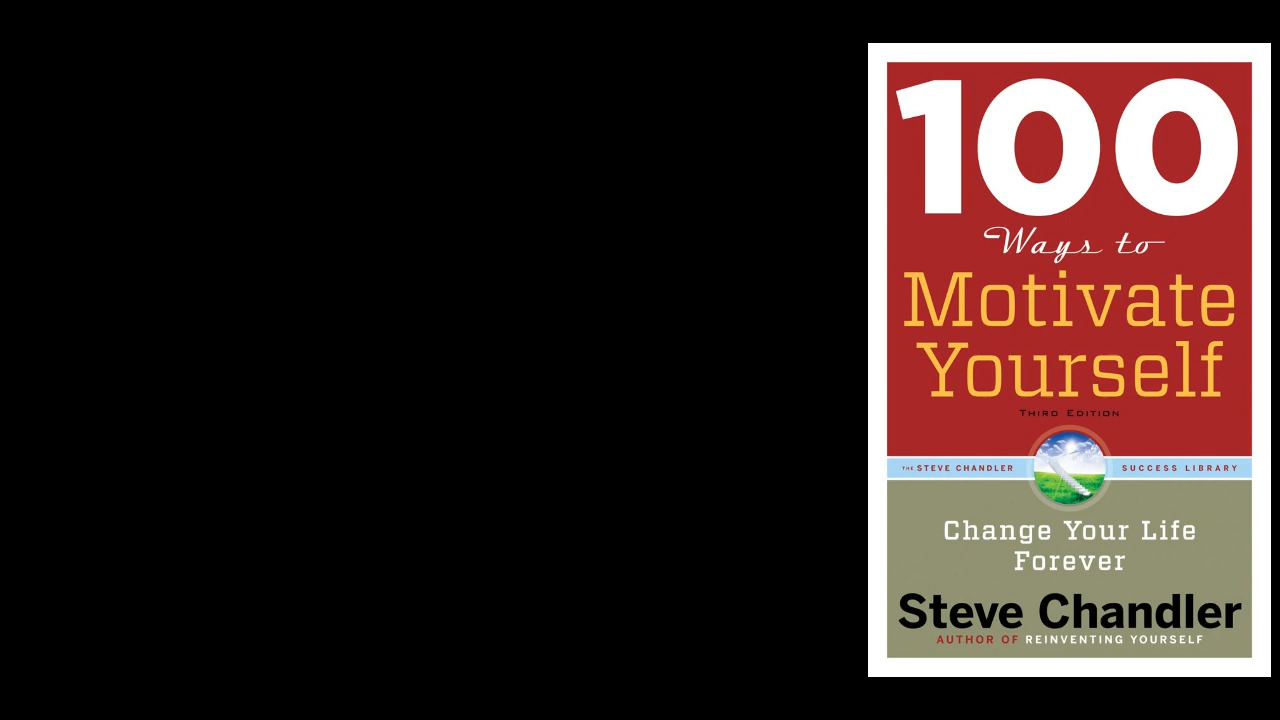 100
Ways to
Motivate
Yourself
THIRD EDITION
THE STEVE CHANDLER SUCCESS LIBRARY
Change Your Life
Forever
Steve Chandler
AUTHOR OF REINVENTING YOURSELF